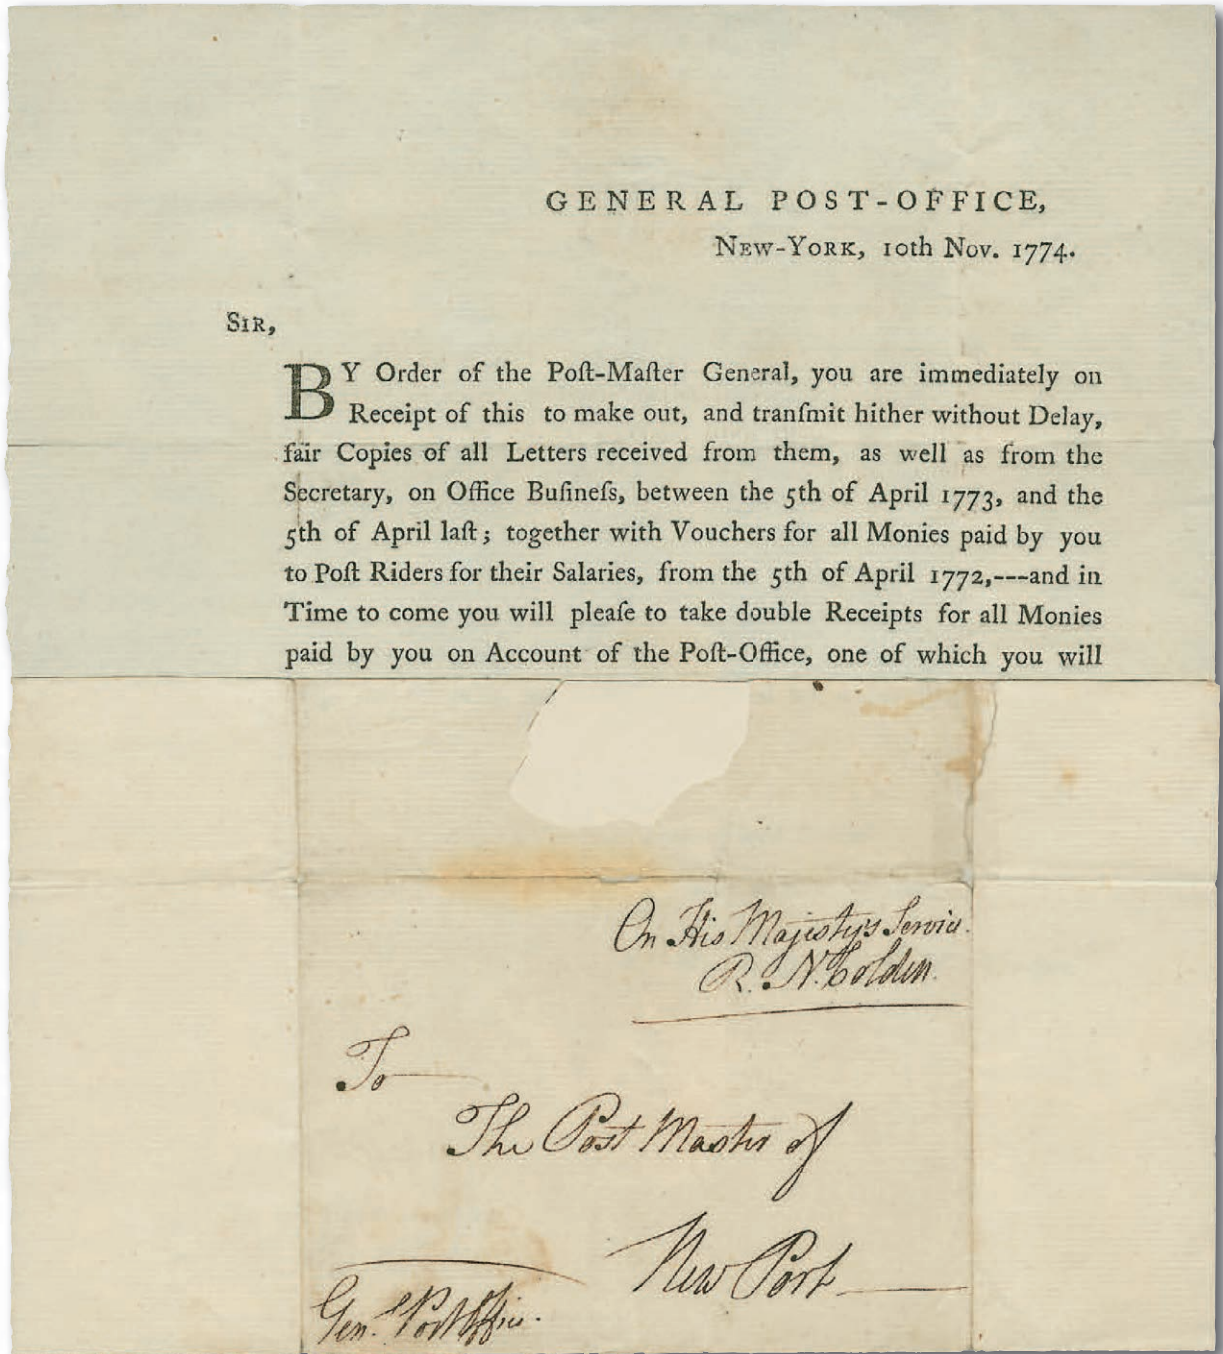 GENERAL POST-OFFICE,
NEW-YORK, 10th Nov. 1774.
SIR,
BY Order of the Poſt-Maſter General, you are immediately on
Receipt of this to make out, and tranſmit hither without Delay,
fair Copies of all Letters received from them, as well as from the
Secretary, on Office Buſineſs, between the 5th of April 1773, and the
5th of April laſt; together with Vouchers for all Monies paid by you
to Poſt Riders for their Salaries, from the 5th of April 1772,---and in
Time to come you will pleaſe to take double Receipts for all Monies
paid by you on Account of the Poſt-Office, one of which you will
On His Majesty's Service.
R. N. Colden.
To
The Post Master of
New Port
Genl. Post Office.